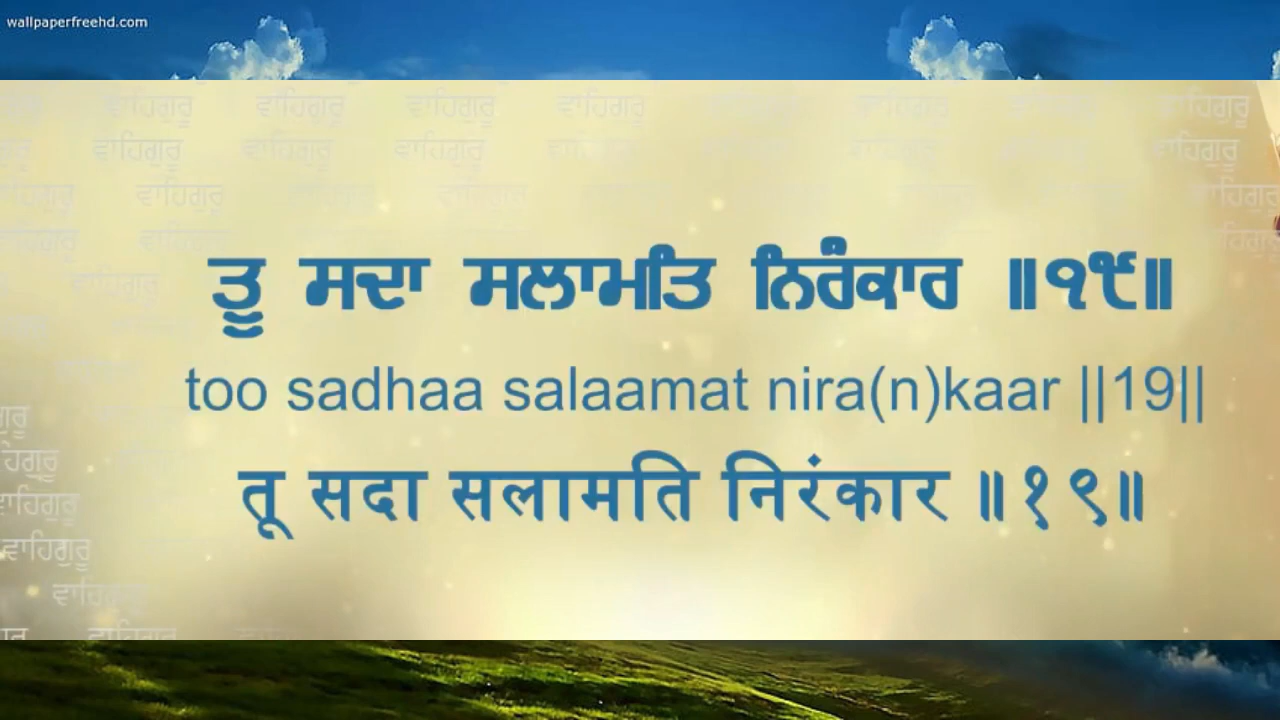 wallpaperfreehd.com
ਵਾਹਿਗੁਰੂ ਵਾਹਿਗੁਰੂ ਵਾਹਿਗੁਰੂ ਵਾਹਿਗੁਰੂ ਵਾਹਿਗੁਰੂ ਵਾਹਿਗੁਰੂ ਵਾਹਿਗੁਰੂ
ਵਾਹਿਗੁਰੂ ਵਾਹਿਗੁਰੂ ਵਾਹਿਗੁਰੂ ਵਾਹਿਗੁਰੂ ਵਾਹਿਗੁਰੂ
ਵਾਹਿਗੁਰੂ ਵਾਹਿਗੁਰੂ
ਵਾਹਿਗੁਰੂ
ਤੂ ਸਦਾ ਸਲਾਮਤਿ ਨਿਰੰਕਾਰ ॥੧੯॥
too sadhaa salaamat nira(n)kaar ||19||
तू सदा सलामति निरंकार ॥१९॥
ਵਾਹਿਗੁਰੂ